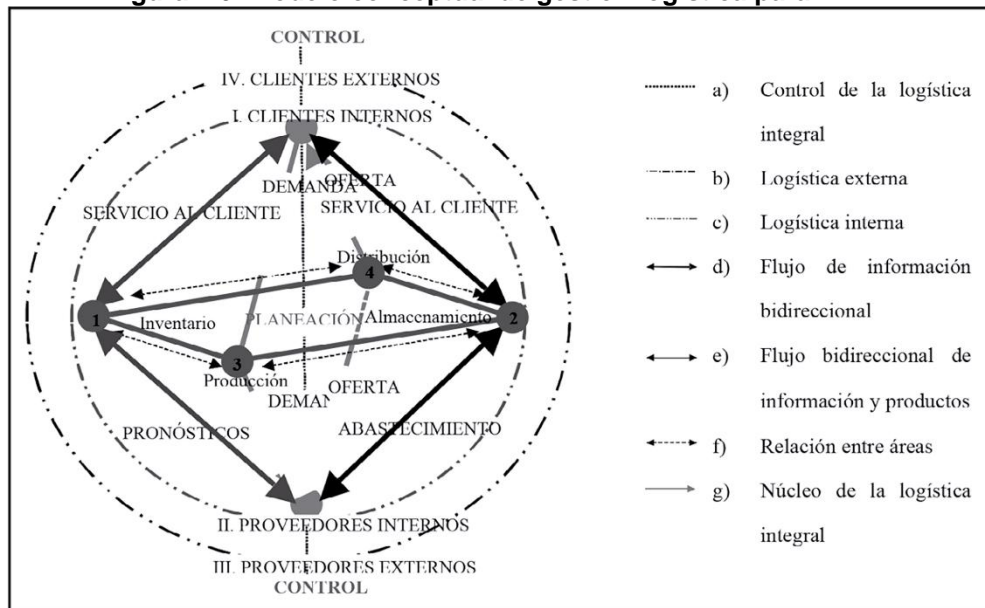 CONTROL
IV. CLIENTES EXTERNOS
I. CLIENTES INTERNOS
DEMANDA
OFERTA
SERVICIO AL CLIENTE
SERVICIO AL CLIENTE
Distribución
4
1
2
Inventario
PLANEACIÓN
Almacenamiento
3
Producción
OFERTA
DEMAN
PRONÓSTICOS
ABASTECIMIENTO
II. PROVEEDORES INTERNOS
III. PROVEEDORES EXTERNOS
CONTROL
a) Control de la logística
integral
b) Logística externa
c) Logística interna
d) Flujo de información
bidireccional
e) Flujo bidireccional de
información y productos
f) Relación entre áreas
g) Núcleo de la logística
integral